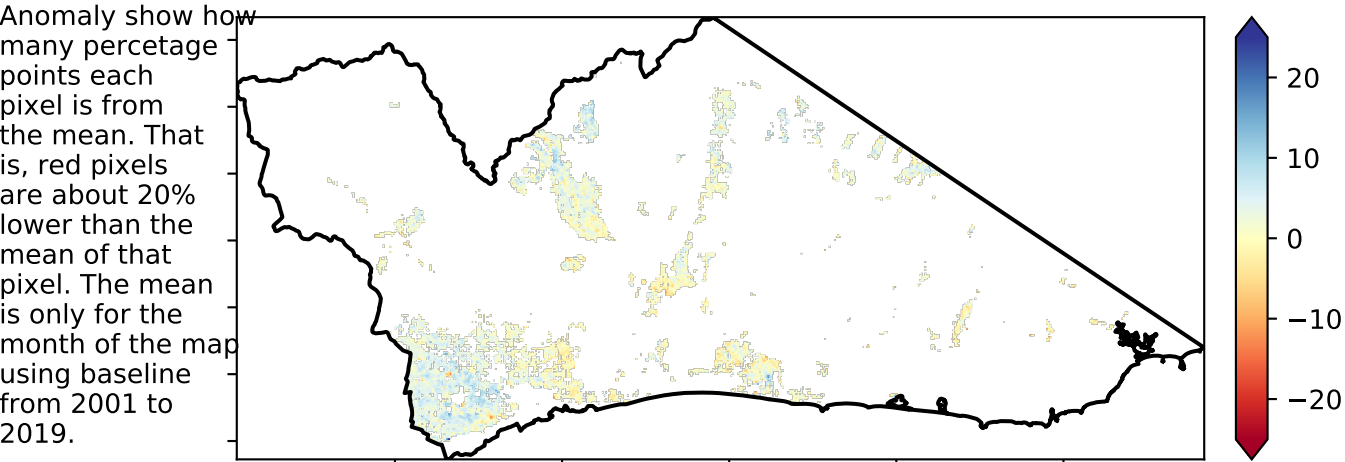 Anomaly show how
many percetage
points each
pixel is from
the mean. That
is, red pixels
are about 20%
lower than the
mean of that
pixel. The mean
is only for the
month of the map
using baseline
from 2001 to
2019.
20
10
0
−10
−20